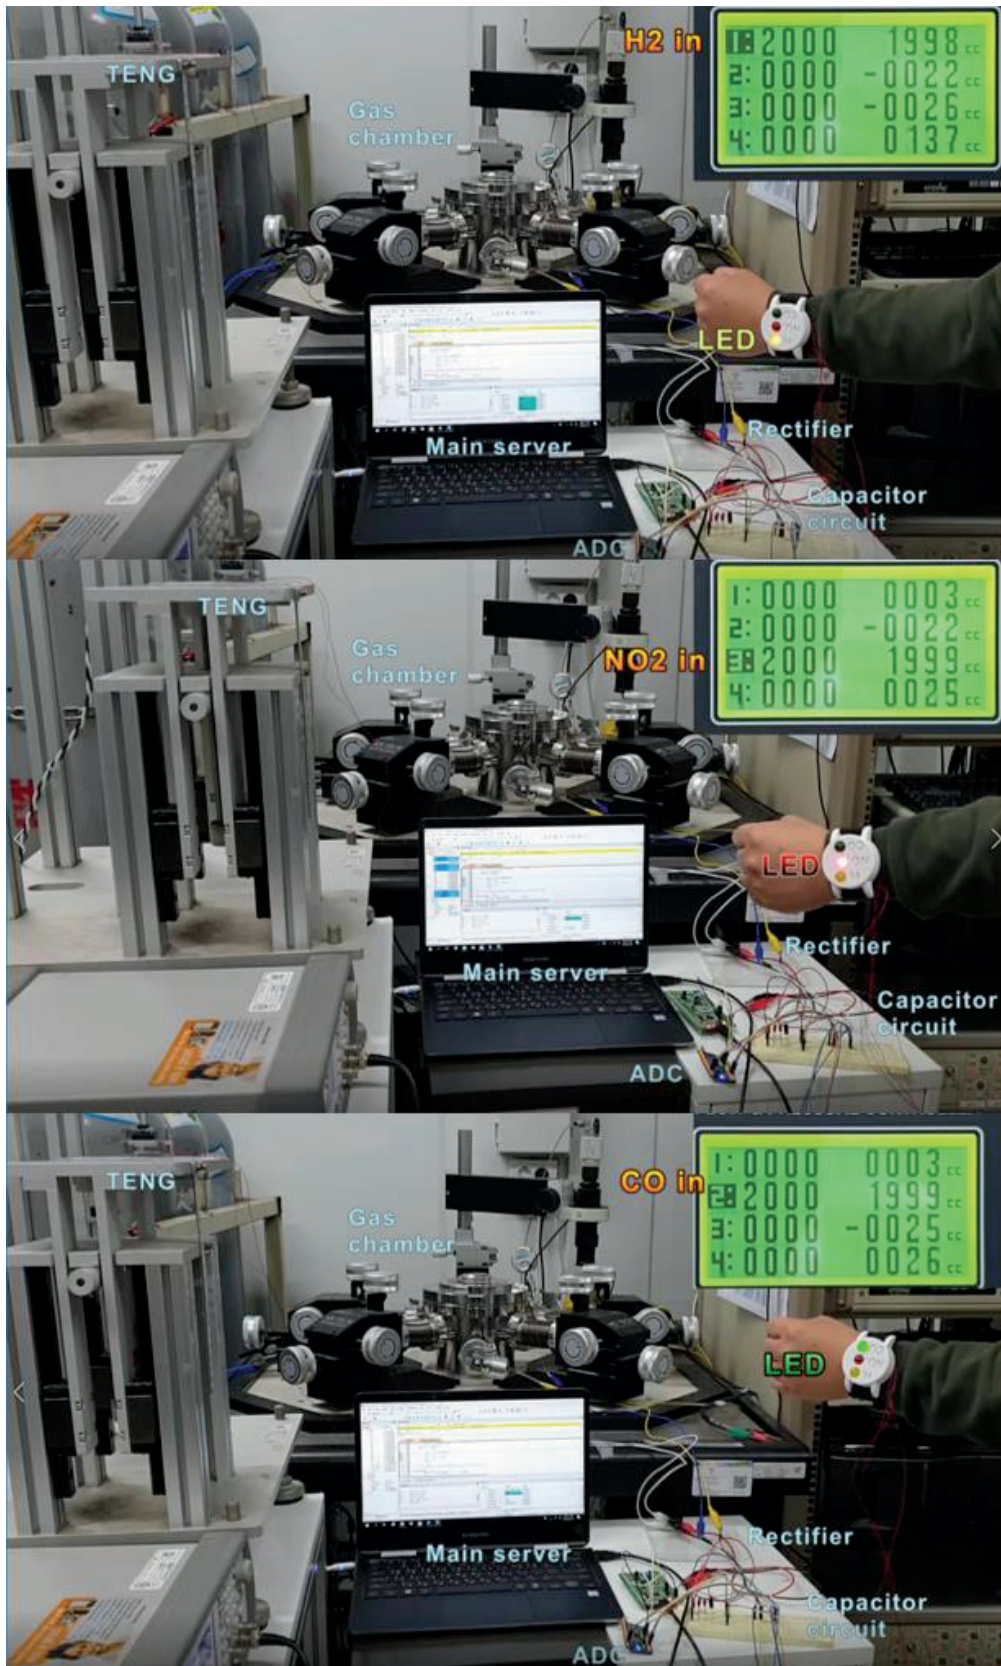 TENG
Gas
chamber
H2 in
1:2000 1998 cc
2:0000 -0022 cc
3:0000 -0026 cc
4:0000 0137 cc
LED
Main server
Rectifier
Capacitor
circuit
ADC
TENG
Gas
chamber
NO2 in
1:0000 0003 cc
2:0000 -0022 cc
3:2000 1999 cc
4:0000 0025 cc
LED
Main server
Rectifier
Capacitor
circuit
ADC
TENG
Gas
chamber
CO in
1:0000 0003 cc
2:2000 1999 cc
3:0000 -0025 cc
4:0000 0026 cc
LED
Main server
Rectifier
Capacitor
circuit
ADC